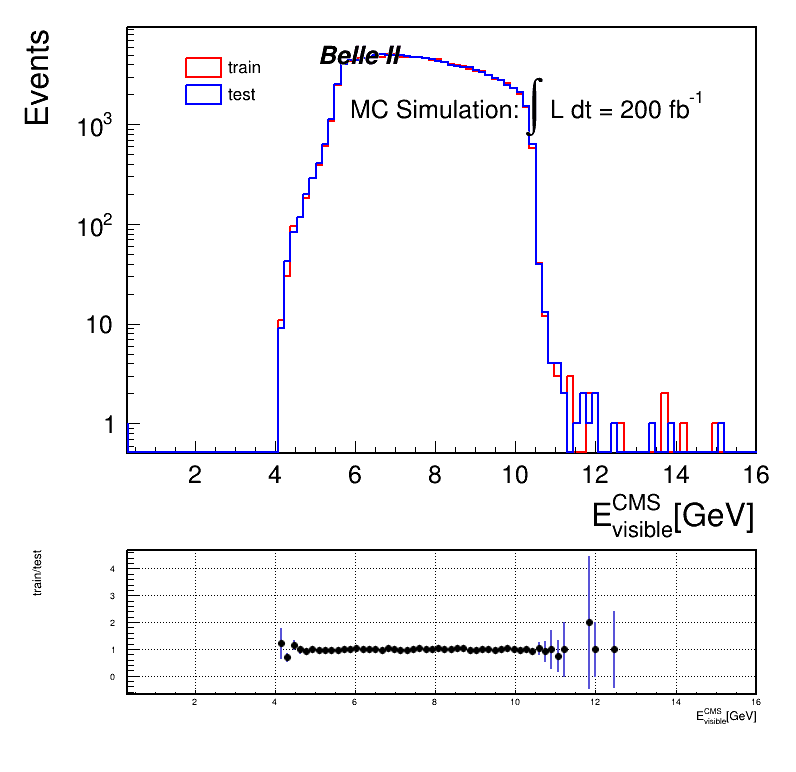 Events
train
test
Belle II
MC Simulation: ∫ L dt = 200 fb⁻¹
10³
10²
10
1
2 4 6 8 10 12 14 16
E^CMS_visible[GeV]
train/test
4
3
2
1
0
2 4 6 8 10 12 14 16
E^CMS_visible[GeV]